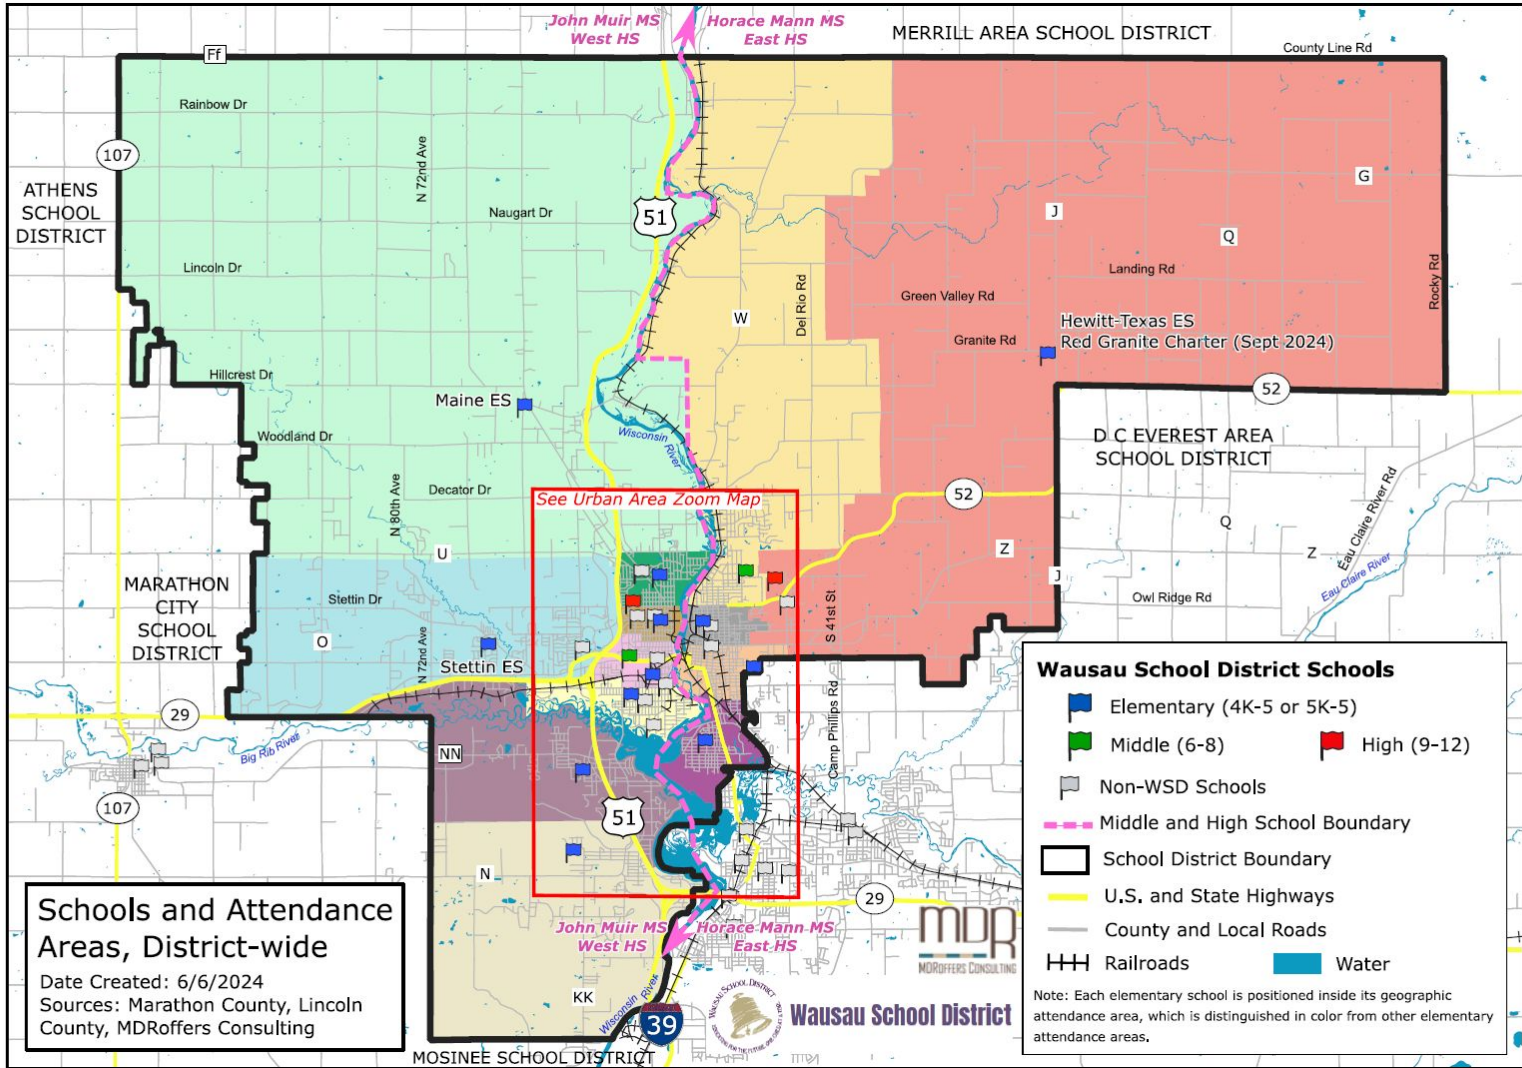 John Muir MS
West HS
Horace Mann MS
East HS
MERRILL AREA SCHOOL DISTRICT
County Line Rd
Ff
Rainbow Dr
107
N 72nd Ave
ATHENS
SCHOOL
DISTRICT
Naugart Dr
51
G
J
Q
Lincoln Dr
Landing Rd
Rocky Rd
Del Rio Rd
Green Valley Rd
W
Hewitt-Texas ES
Red Granite Charter (Sept 2024)
Granite Rd
Hillcrest Dr
52
Maine ES
Woodland Dr
Wisconsin
River
D C EVEREST AREA
SCHOOL DISTRICT
Decator Dr
N 80th Ave
See Urban Area Zoom Map
52
Eau Claire River Rd
Q
U
Z
Z
MARATHON
CITY
SCHOOL
DISTRICT
J
Eau Claire River
Stettin Dr
Owl Ridge Rd
S 41st St
O
N 72nd Ave
Stettin ES
29
Big Rib River
NN
Camp Phillips Rd
107
51
N
29
Wausau School District Schools
Elementary (4K-5 or 5K-5)
Middle (6-8)
High (9-12)
Non-WSD Schools
Middle and High School Boundary
School District Boundary
U.S. and State Highways
County and Local Roads
Railroads
Water
Note: Each elementary school is positioned inside its geographic
attendance area, which is distinguished in color from other elementary
attendance areas.
Schools and Attendance
Areas, District-wide
Date Created: 6/6/2024
Sources: Marathon County, Lincoln
County, MDRoffers Consulting
John Muir MS
West HS
Horace Mann MS
East HS
MDR
MDROFFERS CONSULTING
KK
Wisconsin River
39
WAUSAU SCHOOL DISTRICT
Wausau School District
MOSINEE SCHOOL DISTRICT